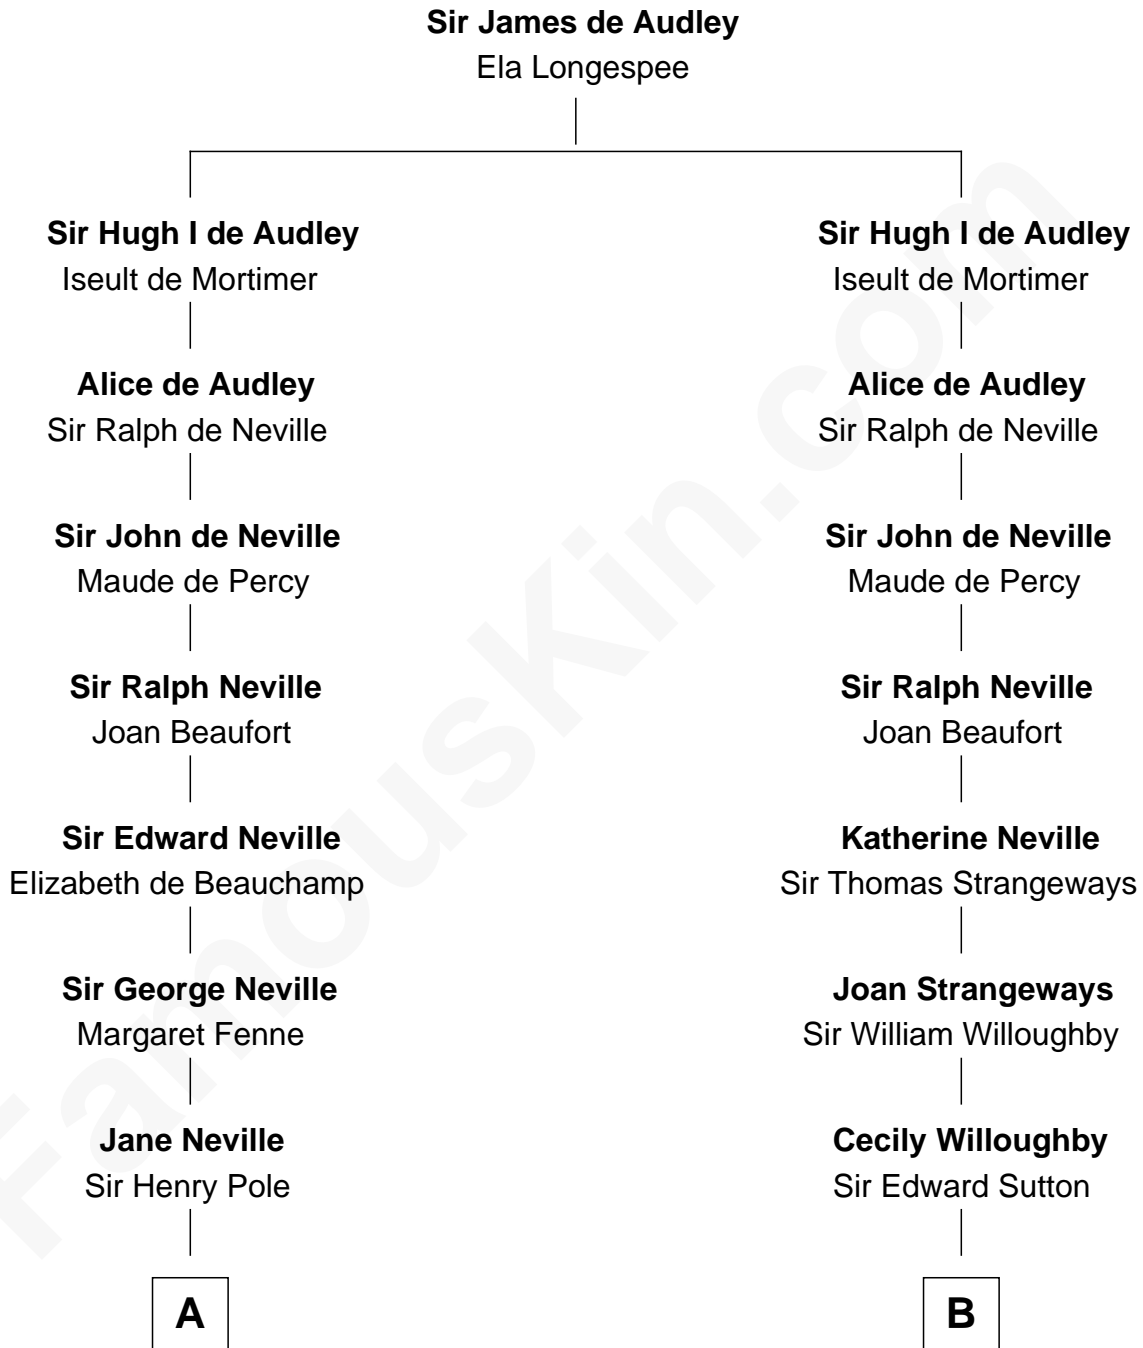 Sir James de Audley
Ela Longespee
Sir Hugh I de Audley
Iseult de Mortimer
Sir Hugh I de Audley
Iseult de Mortimer
Alice de Audley
Sir Ralph de Neville
Alice de Audley
Sir Ralph de Neville
Sir John de Neville
Maude de Percy
Sir John de Neville
Maude de Percy
Sir Ralph Neville
Joan Beaufort
Sir Ralph Neville
Joan Beaufort
Sir Edward Neville
Elizabeth de Beauchamp
Katherine Neville
Sir Thomas Strangeways
Sir George Neville
Margaret Fenne
Joan Strangeways
Sir William Willoughby
Jane Neville
Sir Henry Pole
Cecily Willoughby
Sir Edward Sutton
A
B
FamousKin.com